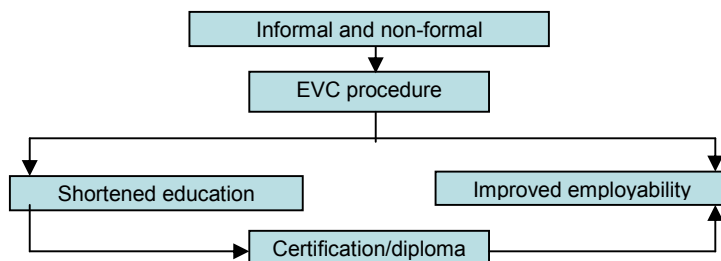 Informal and non-formal
EVC procedure
Shortened education
Improved employability
Certification/diploma